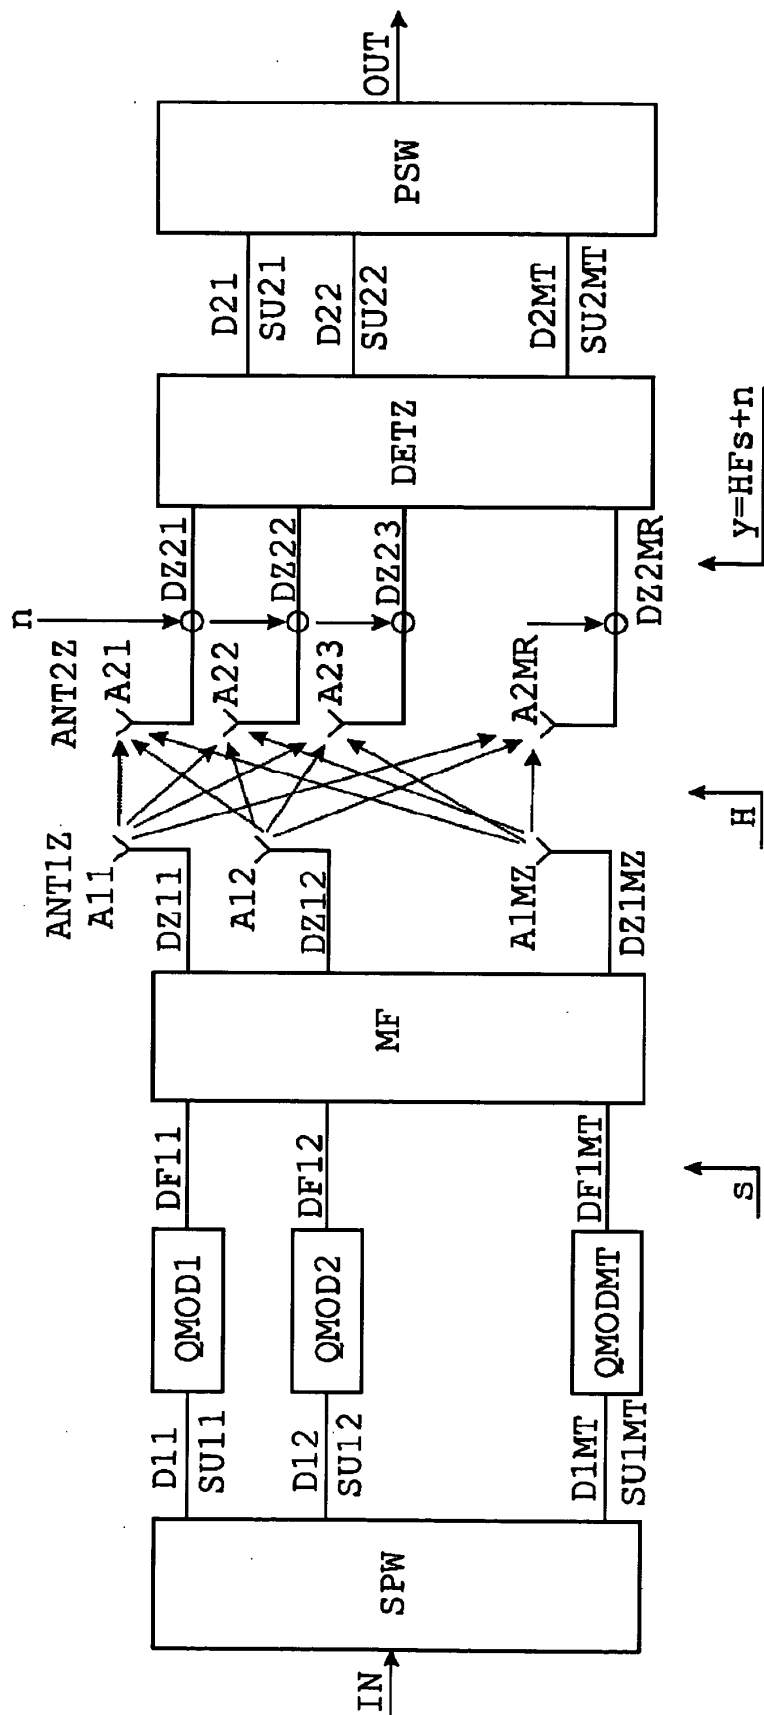 IN
SPW
D11
SU11
D12
SU12
D1MT
SU1MT
QMOD1
QMOD2
QMODMT
DF11
DF12
DF1MT
s
MF
ANT1Z
A11
DZ11
A12
DZ12
A1MZ
DZ1MZ
H
n
ANT2Z
A21
DZ21
A22
DZ22
A23
DZ23
A2MR
DZ2MR
y=HFs+n
DETZ
D21
SU21
D22
SU22
D2MT
SU2MT
PSW
OUT